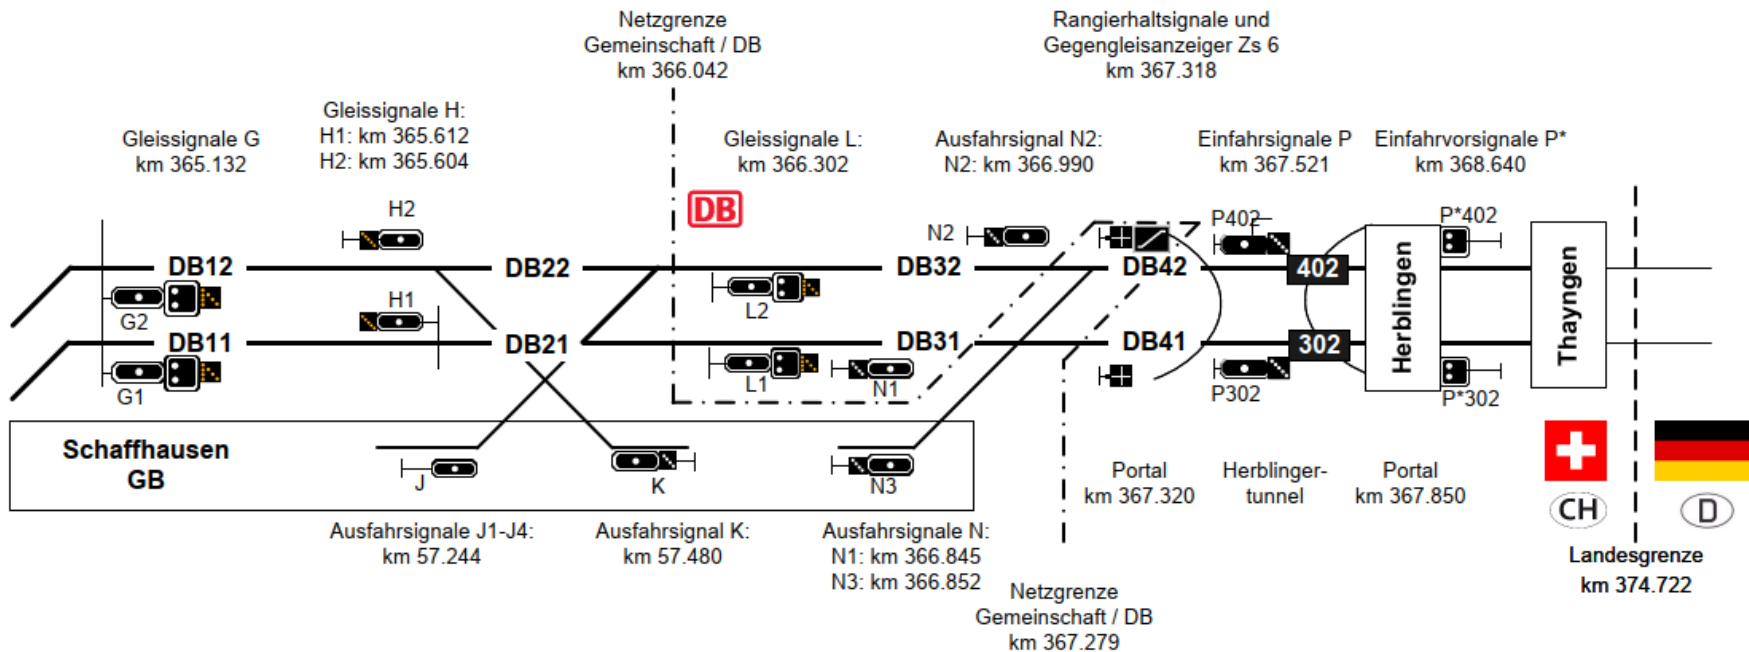 Netzgrenze
Gemeinschaft / DB
km 366.042
Rangierhaltsignale und
Gegengleisanzeiger Zs 6
km 367.318
Gleissignale G
km 365.132
Gleissignale H:
H1: km 365.612
H2: km 365.604
Gleissignale L:
km 366.302
Ausfahrsignal N2:
N2: km 366.990
Einfahrsignale P
km 367.521
Einfahrvorsignale P*
km 368.640
DB
H2
N2
P402
P*402
DB12
DB22
DB32
DB42
402
G2
H1
L2
DB11
DB21
DB31
DB41
302
Herblingen
Thayngen
G1
L1
N1
P302
P*302
Schaffhausen
GB
J
K
N3
Portal
km 367.320
Herblinger-
tunnel
Portal
km 367.850
CH
D
Ausfahrsignale J1-J4:
km 57.244
Ausfahrsignal K:
km 57.480
Ausfahrsignale N:
N1: km 366.845
N3: km 366.852
Landesgrenze
km 374.722
Netzgrenze
Gemeinschaft / DB
km 367.279